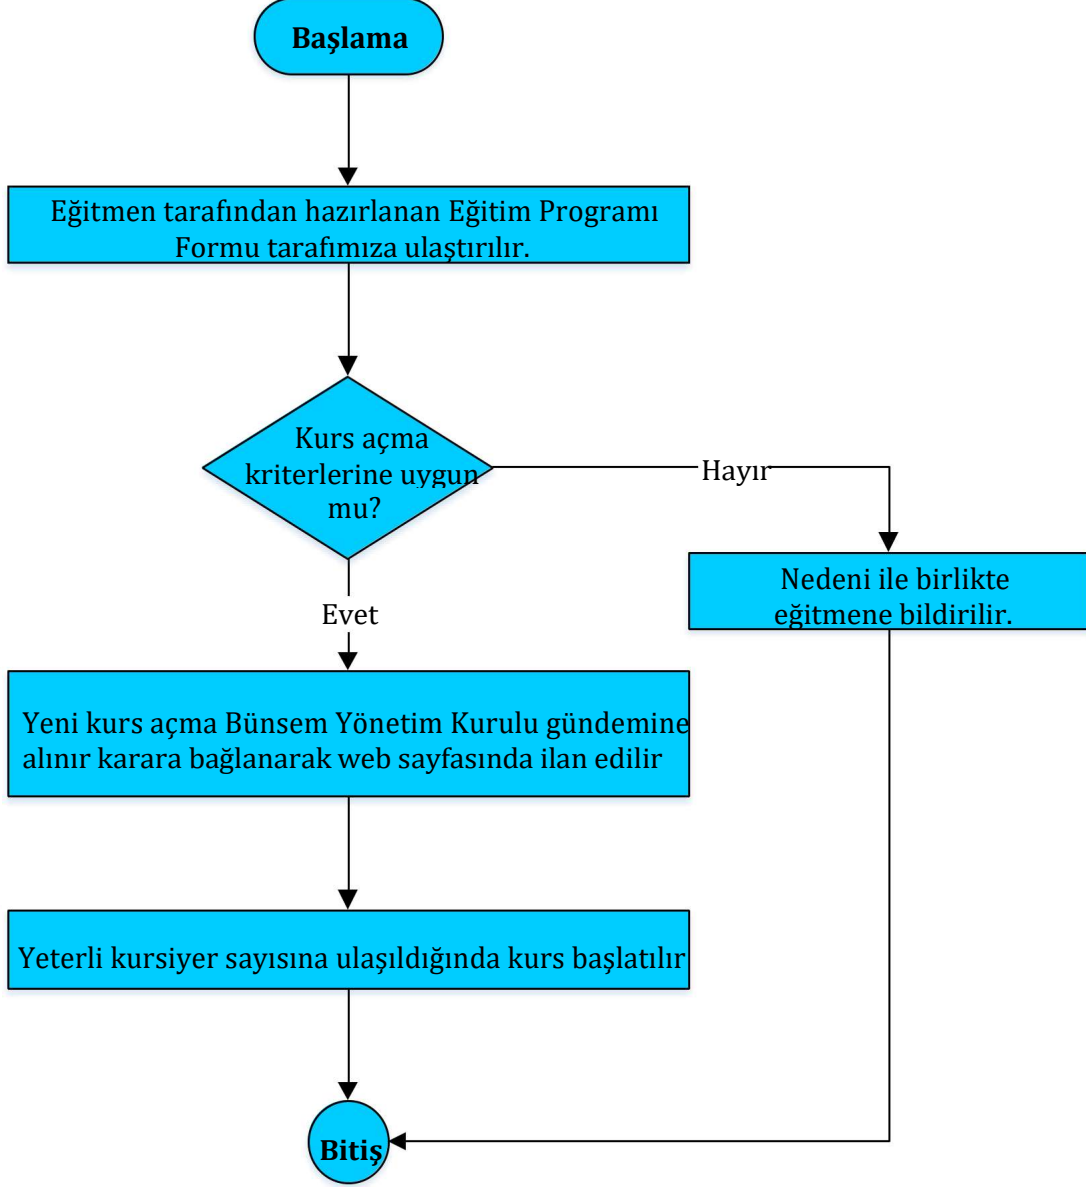 Başlama
Eğitmen tarafından hazırlanan Eğitim Programı
Formu tarafımıza ulaştırılır.
Kurs açma
kriterlerine uygun
mu?
Hayır
Nedeni ile birlikte
eğitmene bildirilir.
Evet
Yeni kurs açma Bünsem Yönetim Kurulu gündemine
alınır karara bağlanarak web sayfasında ilan edilir
Yeterli kursiyer sayısına ulaşıldığında kurs başlatılır
Bitiş